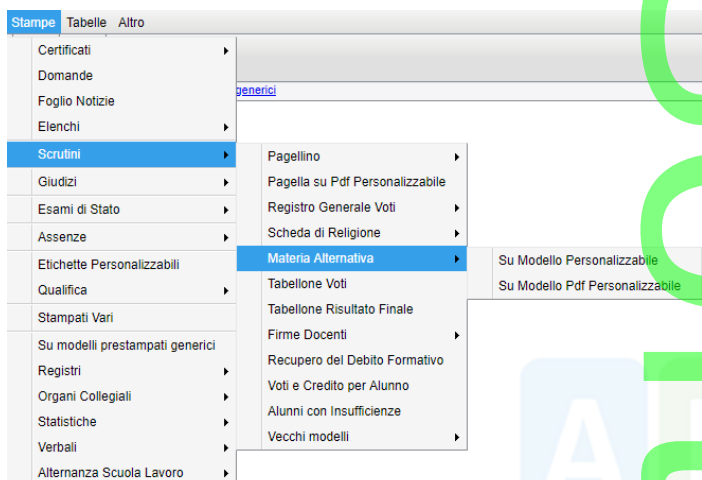 Stampe Tabelle Altro
Certificati
Domande
generici
Foglio Notizie
Elenchi
Scrutini
Giudizi
Esami di Stato
Assenze
Etichette Personalizzabili
Qualifica
Stampati Vari
Su modelli prestampati generici
Registri
Organi Collegiali
Statistiche
Verbali
Alternanza Scuola Lavoro
Pagellino
Pagella su Pdf Personalizzabile
Registro Generale Voti
Scheda di Religione
Materia Alternativa
Tabellone Voti
Tabellone Risultato Finale
Firme Docenti
Recupero del Debito Formativo
Voti e Credito per Alunno
Alunni con Insufficienze
Vecchi modelli
Su Modello Personalizzabile
Su Modello Pdf Personalizzabile